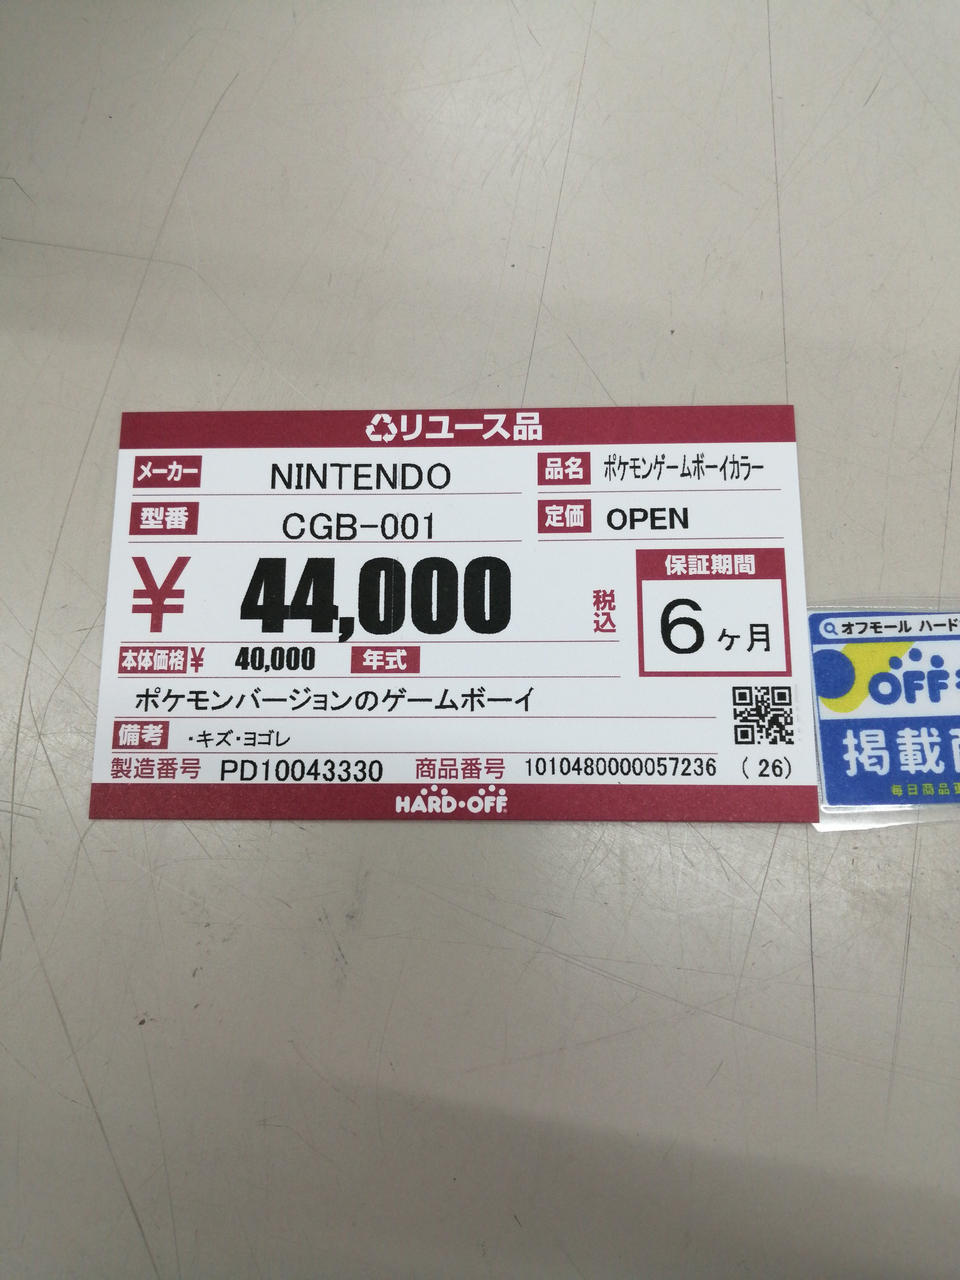 リユース品
メーカー NINTENDO 品名 ポケモンゲームボーイカラー
型番 CGB-001 定価 OPEN
¥ 44,000 税込
保証期間
6ヶ月
本体価格¥ 40,000 年式
ポケモンバージョンのゲームボーイ
備考 ・キズ・ヨゴレ
製造番号 PD10043330 商品番号 1010480000057236 (26)
HARD・OFF
オフモール ハード
OFF
掲載
毎日商品